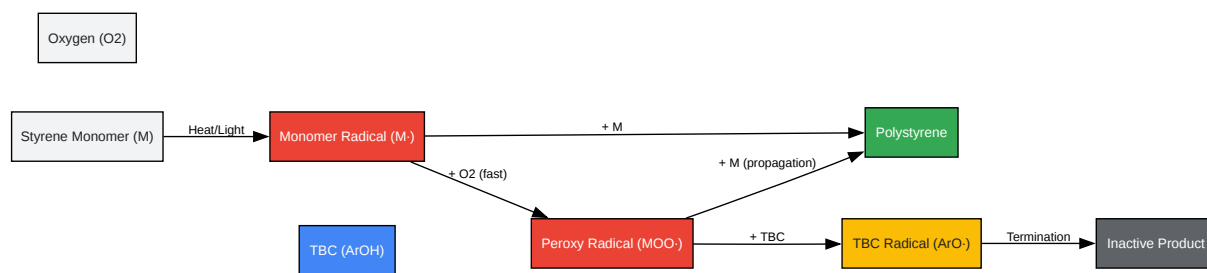 Oxygen (O2)
Styrene Monomer (M)
Heat/Light
Monomer Radical (M·)
+ M
Polystyrene
+ M (propagation)
+ O2 (fast)
TBC (ArOH)
Peroxy Radical (MOO·)
+ TBC
TBC Radical (ArO·)
Termination
Inactive Product